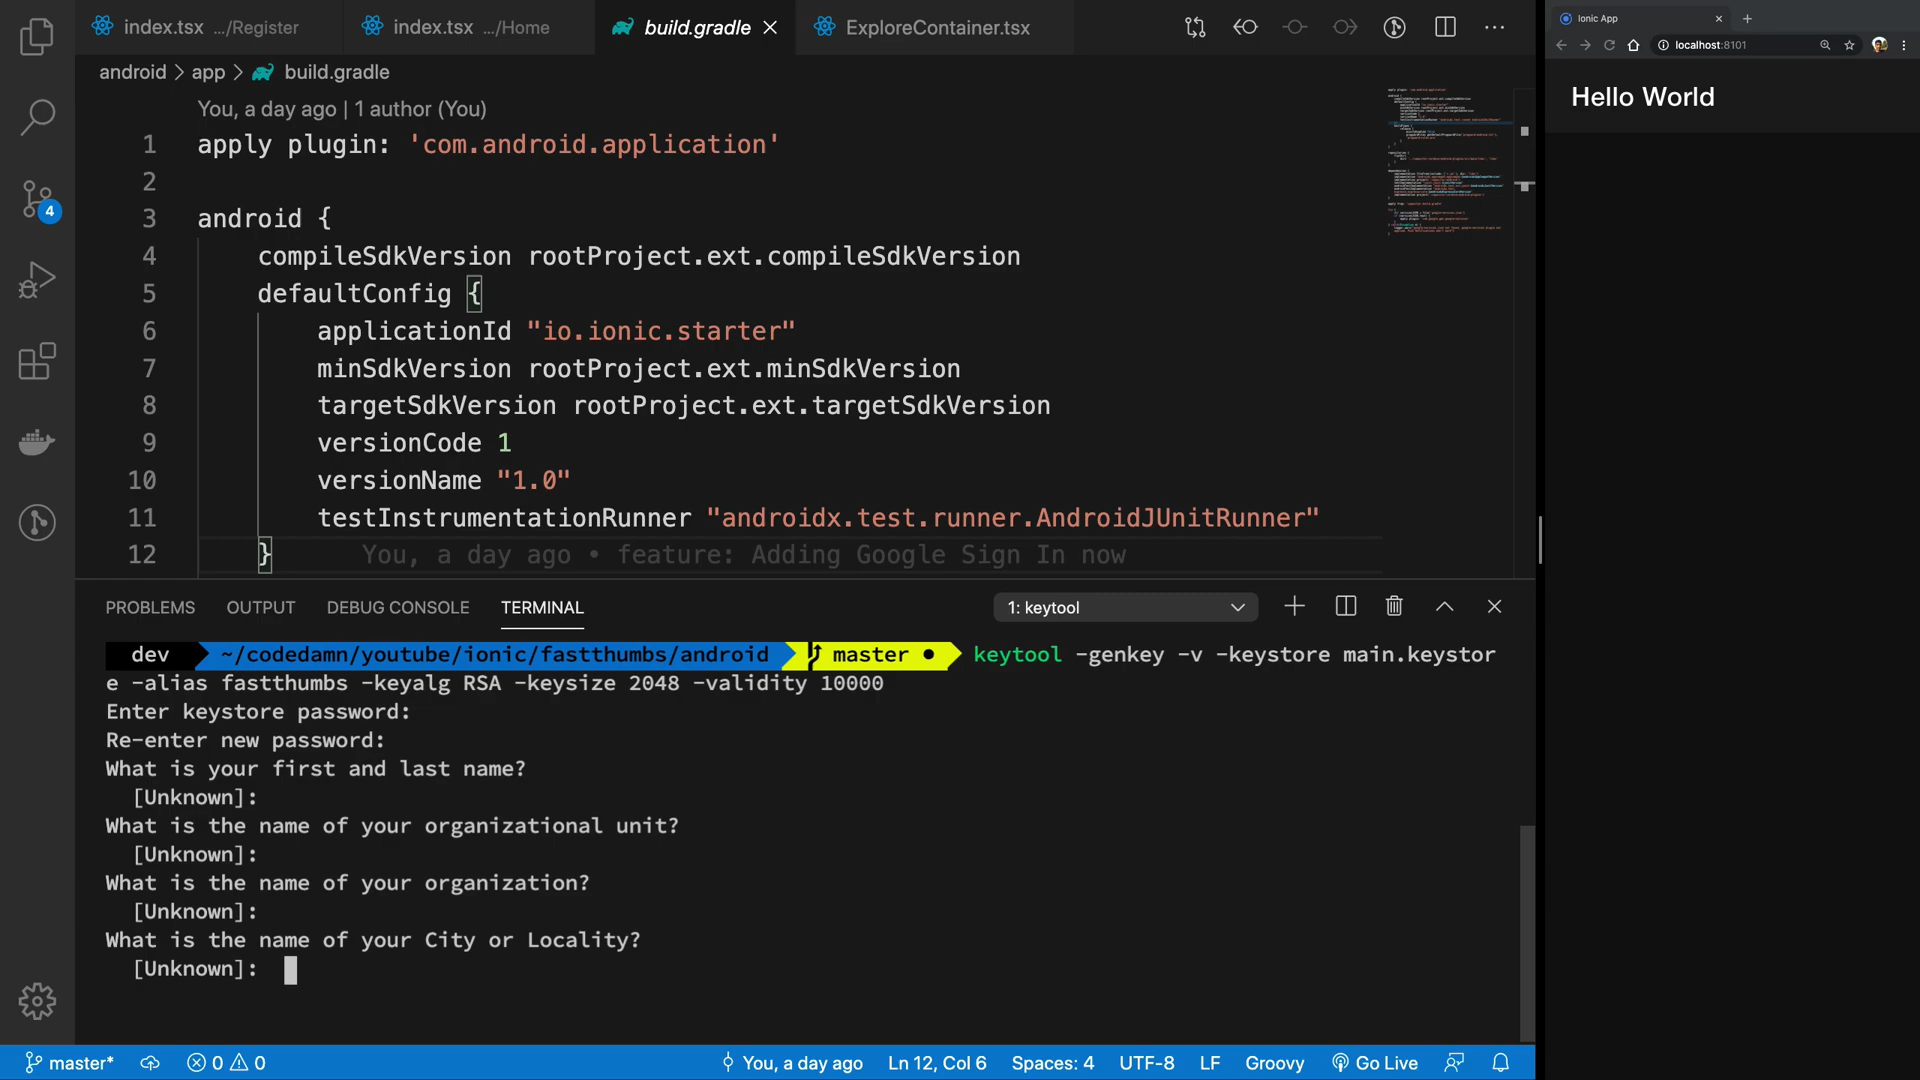 index.tsx .../Register
index.tsx .../Home
build.gradle
ExploreContainer.tsx
android > app > build.gradle
You, a day ago | 1 author (You)
1 apply plugin: 'com.android.application'
2
3 android {
4 compileSdkVersion rootProject.ext.compileSdkVersion
5 defaultConfig {
6 applicationId "io.ionic.starter"
7 minSdkVersion rootProject.ext.minSdkVersion
8 targetSdkVersion rootProject.ext.targetSdkVersion
9 versionCode 1
10 versionName "1.0"
11 testInstrumentationRunner "androidx.test.runner.AndroidJUnitRunner"
12 } You, a day ago • feature: Adding Google Sign In now
4
PROBLEMS OUTPUT DEBUG CONSOLE TERMINAL 1: keytool
dev ~/codedamn/youtube/ionic/fastthumbs/android master ● keytool -genkey -v -keystore main.keystor
e -alias fastthumbs -keyalg RSA -keysize 2048 -validity 10000
Enter keystore password:
Re-enter new password:
What is your first and last name?
[Unknown]:
What is the name of your organizational unit?
[Unknown]:
What is the name of your organization?
[Unknown]:
What is the name of your City or Locality?
[Unknown]:
master* 0 0 You, a day ago Ln 12, Col 6 Spaces: 4 UTF-8 LF Groovy Go Live
Ionic App
localhost:8101
Hello World